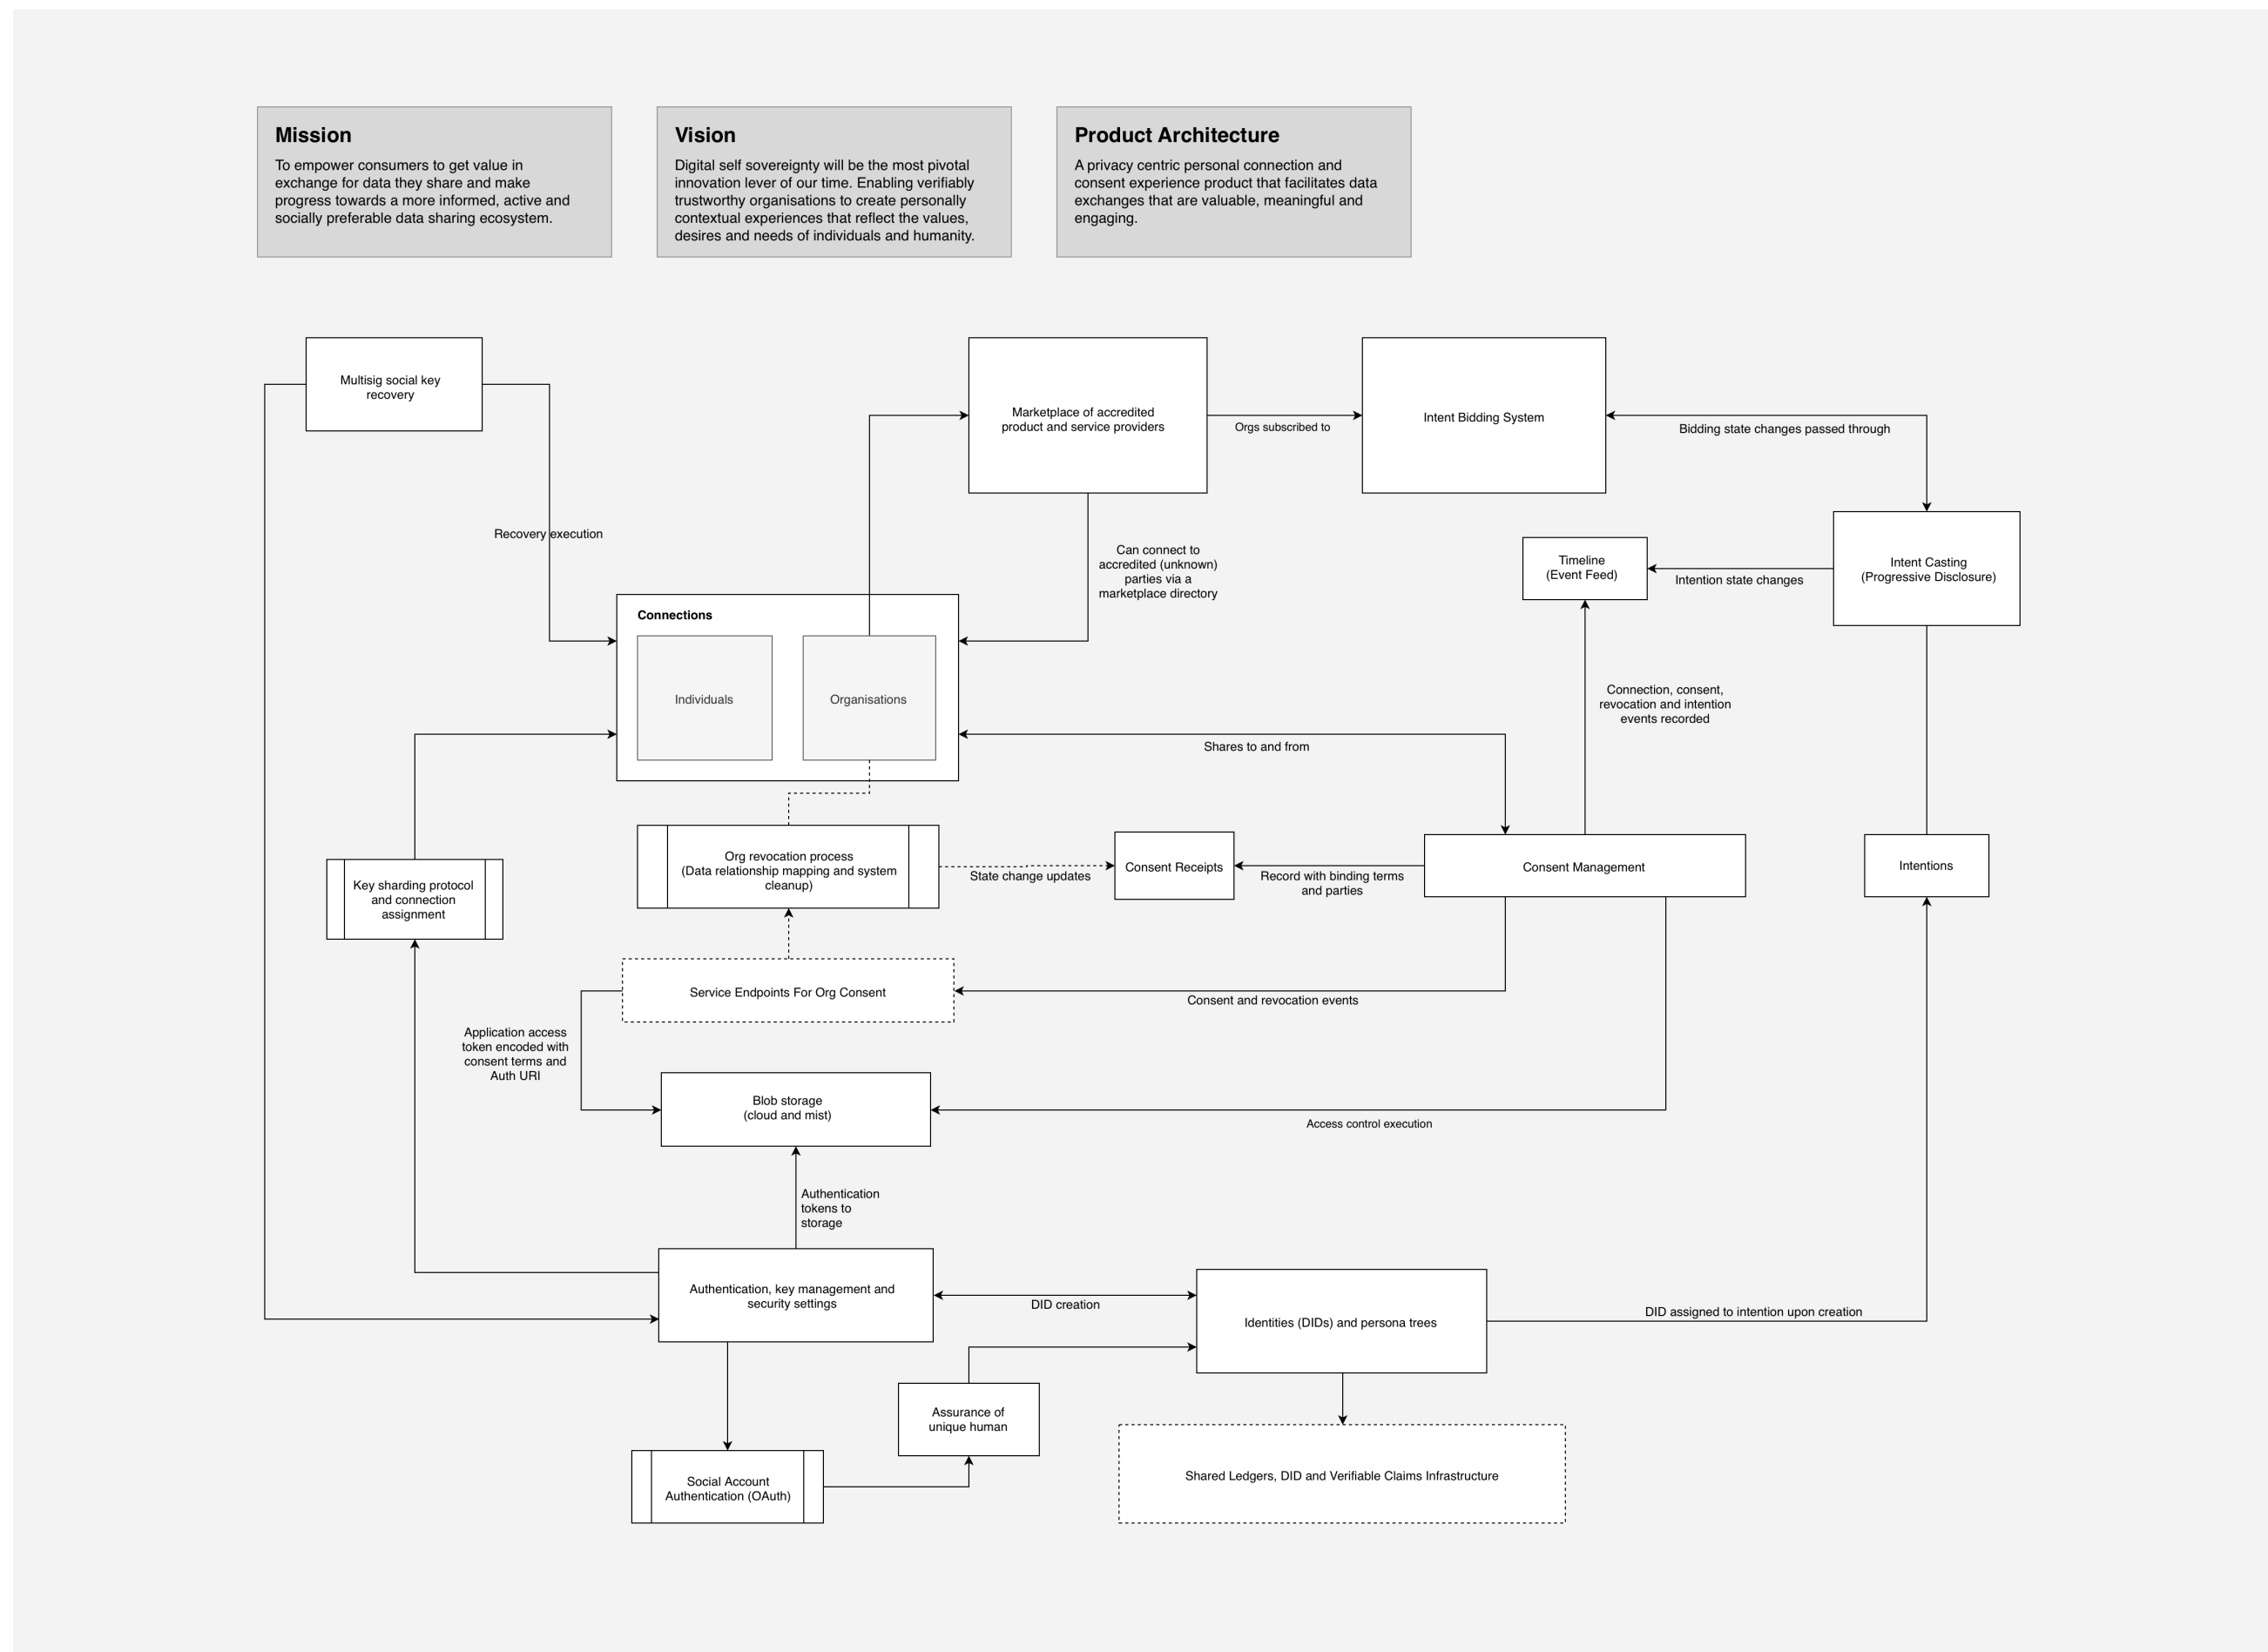 Mission
To empower consumers to get value in
exchange for data they share and make
progress towards a more informed, active and
socially preferable data sharing ecosystem.
Vision
Digital self sovereignty will be the most pivotal
innovation lever of our time. Enabling verifiably
trustworthy organisations to create personally
contextual experiences that reflect the values,
desires and needs of individuals and humanity.
Product Architecture
A privacy centric personal connection and
consent experience product that facilitates data
exchanges that are valuable, meaningful and
engaging.
Multisig social key
recovery
Marketplace of accredited
product and service providers
Orgs subscribed to
Intent Bidding System
Bidding state changes passed through
Recovery execution
Can connect to
accredited (unknown)
parties via a
marketplace directory
Timeline
(Event Feed)
Intention state changes
Intent Casting
(Progressive Disclosure)
Connections
Individuals
Organisations
Connection, consent,
revocation and intention
events recorded
Shares to and from
Key sharding protocol
and connection
assignment
Org revocation process
(Data relationship mapping and system
cleanup)
State change updates
Consent Receipts
Record with binding terms
and parties
Consent Management
Intentions
Service Endpoints For Org Consent
Consent and revocation events
Application access
token encoded with
consent terms and
Auth URI
Blob storage
(cloud and mist)
Access control execution
Authentication
tokens to
storage
Authentication, key management and
security settings
DID creation
Identities (DIDs) and persona trees
DID assigned to intention upon creation
Assurance of
unique human
Social Account
Authentication (OAuth)
Shared Ledgers, DID and Verifiable Claims Infrastructure